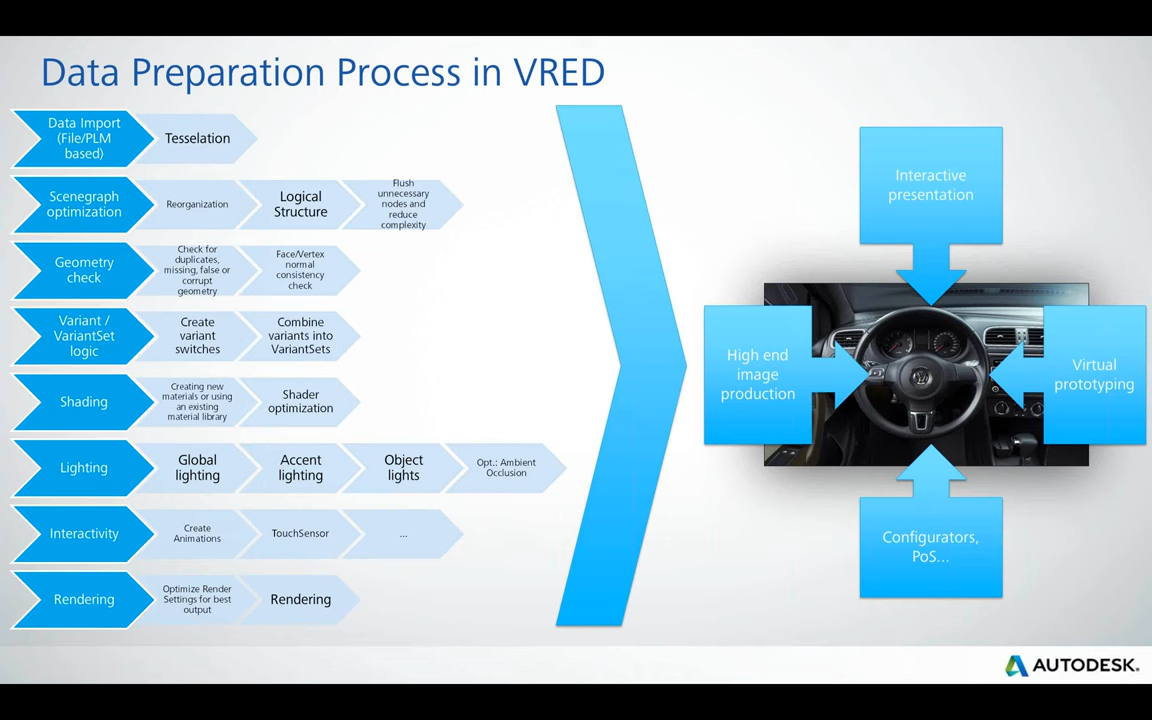 Data Preparation Process in VRED
Data Import
(File/PLM
based)
Tesselation
Scenegraph
optimization
Reorganization
Logical
Structure
Flush
unnecessary
nodes and
reduce
complexity
Geometry
check
Check for
duplicates,
missing, false or
corrupt
geometry
Face/Vertex
normal
consistency
check
Variant /
VariantSet
logic
Create
variant
switches
Combine
variants into
VariantSets
Shading
Creating new
materials or using
an existing
material library
Shader
optimization
Lighting
Global
lighting
Accent
lighting
Object
lights
Opt.: Ambient
Occlusion
Interactivity
Create
Animations
TouchSensor
...
Rendering
Optimize Render
Settings for best
output
Rendering
Interactive
presentation
High end
image
production
Virtual
prototyping
Configurators,
PoS...
AUTODESK®